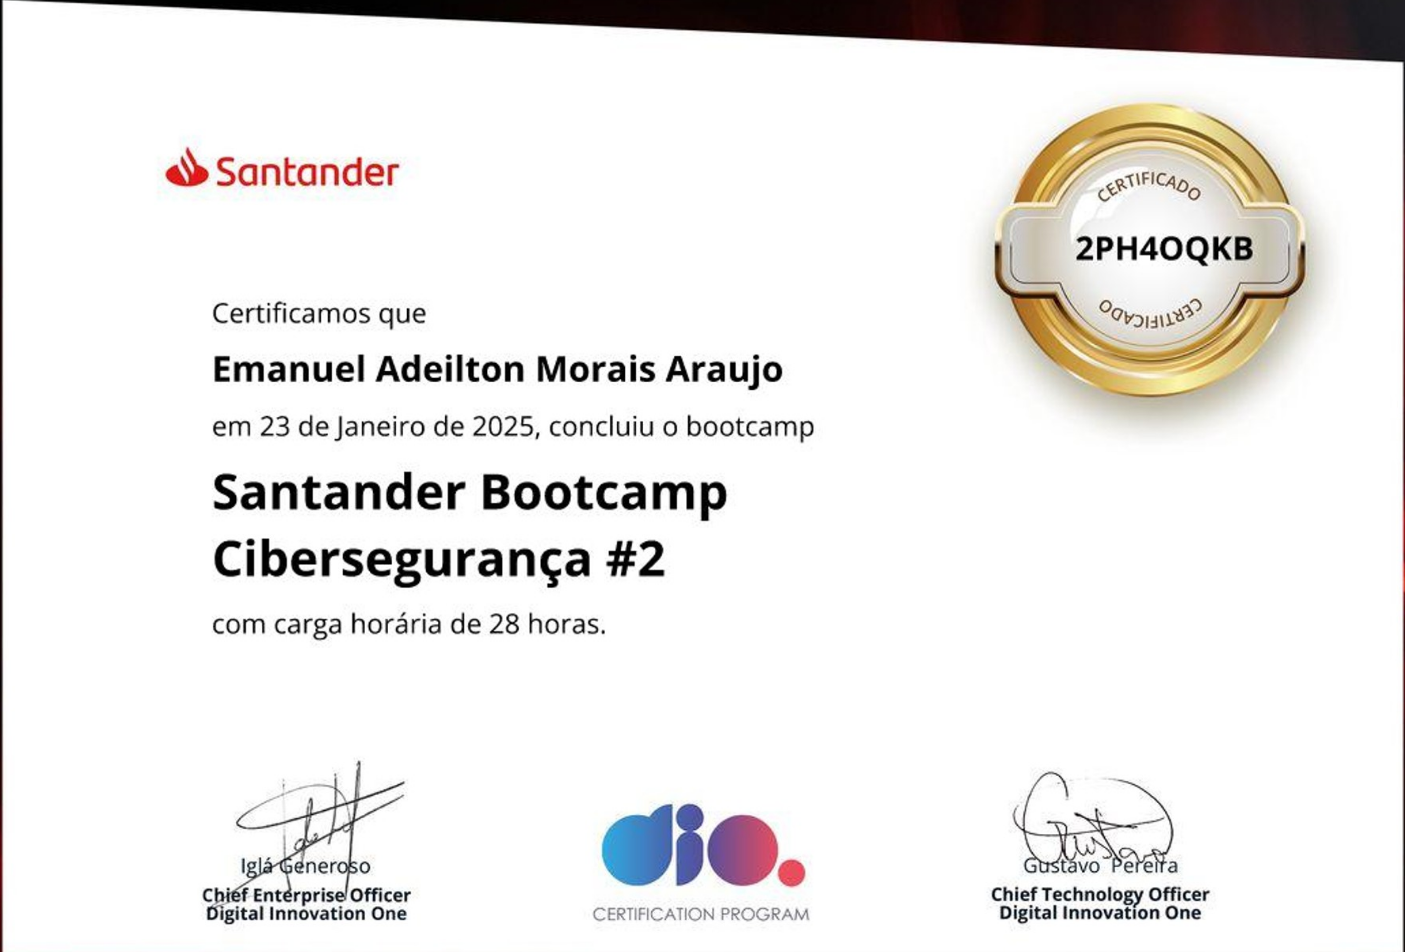 Santander
CERTIFICADO
2PH4OQKB
CERTIFICADO
Certificamos que
Emanuel Adeilton Morais Araujo
em 23 de Janeiro de 2025, concluiu o bootcamp
Santander Bootcamp
Cibersegurança #2
com carga horária de 28 horas.
Iglá Generoso
Chief Enterprise Officer
Digital Innovation One
dio.
CERTIFICATION PROGRAM
Gustavo
Gustavo Pereira
Chief Technology Officer
Digital Innovation One